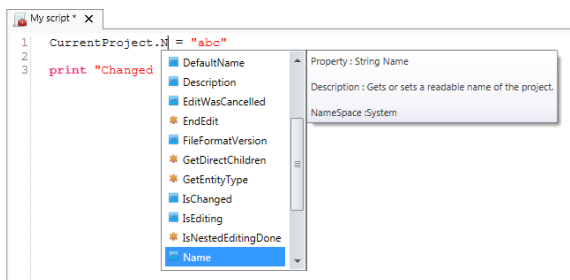 My script * X
1 CurrentProject.N = "abc"
2
3 print "Changed
DefaultName
Description
EditWasCancelled
EndEdit
FileFormatVersion
GetDirectChildren
GetEntityType
IsChanged
IsEditing
IsNestedEditingDone
Name
Property : String Name
Description : Gets or sets a readable name of the project.
NameSpace :System